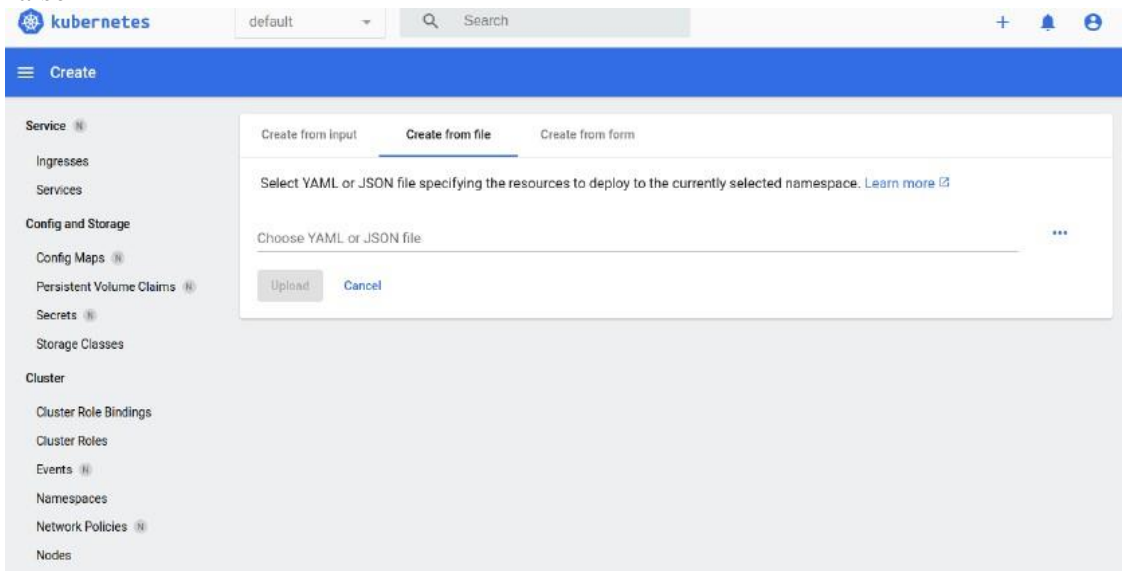 kubernetes
default
Search
Create
Service N
Ingresses
Services
Config and Storage
Config Maps N
Persistent Volume Claims N
Secrets N
Storage Classes
Cluster
Cluster Role Bindings
Cluster Roles
Events N
Namespaces
Network Policies N
Nodes
Create from input Create from file Create from form
Select YAML or JSON file specifying the resources to deploy to the currently selected namespace. Learn more
Choose YAML or JSON file
Upload Cancel